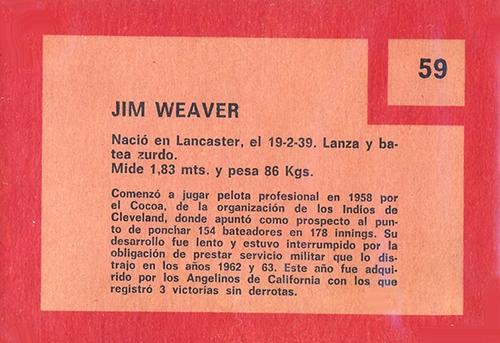 59
JIM WEAVER
Nació en Lancaster, el 19-2-39. Lanza y ba-
tea zurdo.
Mide 1,83 mts. y pesa 86 Kgs.
Comenzó a jugar pelota profesional en 1958 por
el Cocoa, de la organización de los Indios de
Cleveland, donde apuntó como prospecto al pun-
to de ponchar 154 bateadores en 178 innings. Su
desarrollo fue lento y estuvo interrumpido por la
obligación de prestar servicio militar que lo dis-
trajo en los años 1962 y 63. Este año fue adqui-
rido por los Angelinos de California con los que
registró 3 victorias sin derrotas.